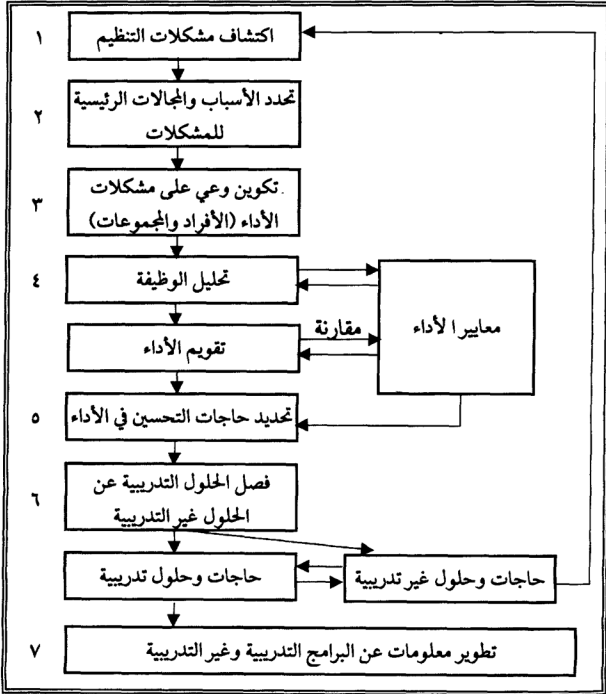 ١ اكتشاف مشكلات التنظيم
٢ تحدد الأسباب والمجالات الرئيسية
للمشكلات
تكوين وعي على مشكلات
٣ الأداء (الأفراد والمجموعات)
٤ تحليل الوظيفة
معايير الأداء
مقارنة
تقويم الأداء
٥ تحديد حاجات التحسين في الأداء
٦ فصل الحلول التدريبية عن
الحلول غير التدريبية
حاجات وحلول تدريبية
حاجات وحلول غير تدريبية
٧ تطوير معلومات عن البرامج التدريبية وغير التدريبية